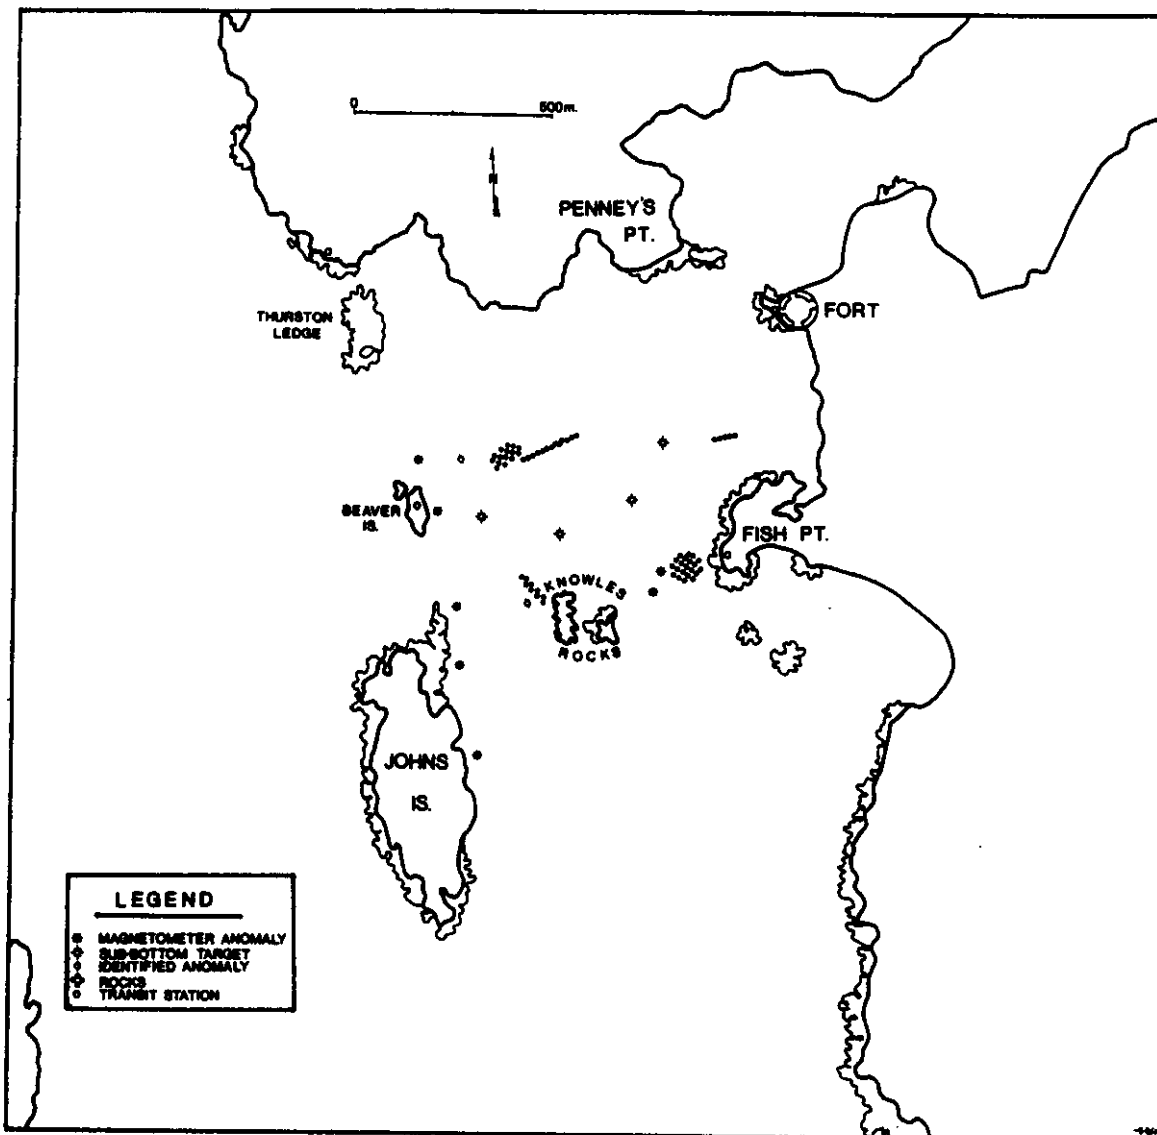 0 500m.
N
PENNEY'S
PT.
THURSTON
LEDGE
FORT
BEAVER
IS.
FISH PT.
KNOWLES
ROCKS
JOHNS
IS.
LEGEND
MAGNETOMETER ANOMALY
SUB-BOTTOM TARGET
IDENTIFIED ANOMALY
ROCKS
TRANSIT STATION